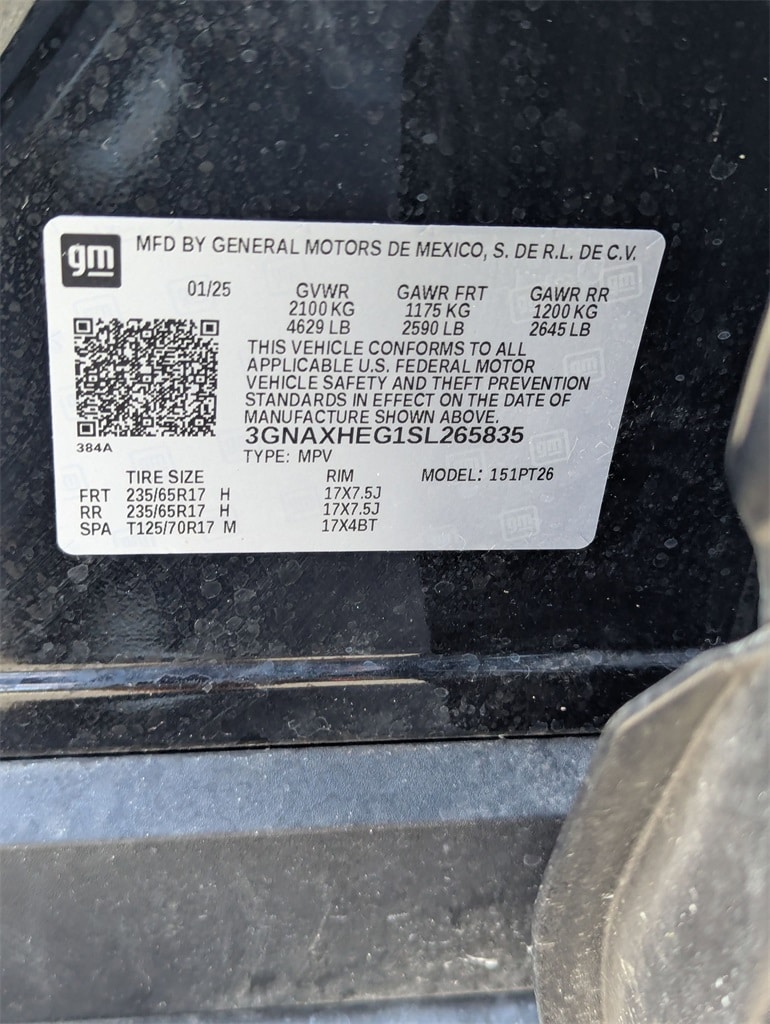 gm MFD BY GENERAL MOTORS DE MEXICO, S. DE R.L. DE C.V.
01/25 GVWR GAWR FRT GAWR RR
2100 KG 1175 KG 1200 KG
4629 LB 2590 LB 2645 LB
THIS VEHICLE CONFORMS TO ALL
APPLICABLE U.S. FEDERAL MOTOR
VEHICLE SAFETY AND THEFT PREVENTION
STANDARDS IN EFFECT ON THE DATE OF
MANUFACTURE SHOWN ABOVE.
3GNAXHEG1SL265835
384A TYPE: MPV
TIRE SIZE RIM MODEL: 151PT26
FRT 235/65R17 H 17X7.5J
RR 235/65R17 H 17X7.5J
SPA T125/70R17 M 17X4BT